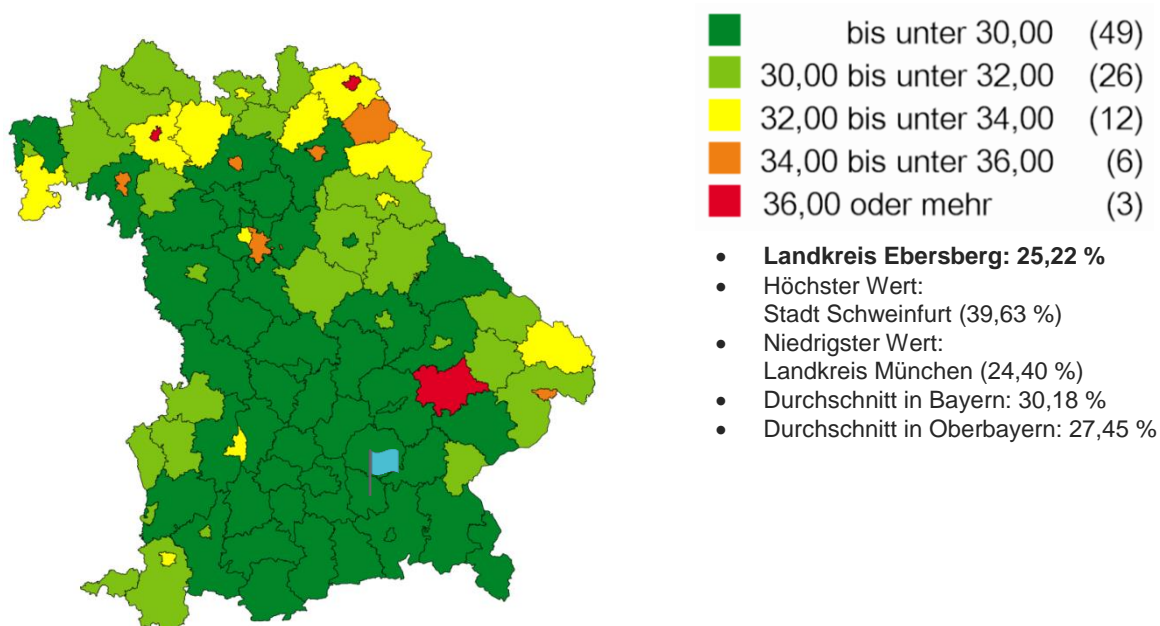 bis unter 30,00 (49)
30,00 bis unter 32,00 (26)
32,00 bis unter 34,00 (12)
34,00 bis unter 36,00 (6)
36,00 oder mehr (3)
• Landkreis Ebersberg: 25,22 %
• Höchster Wert:
Stadt Schweinfurt (39,63 %)
• Niedrigster Wert:
Landkreis München (24,40 %)
• Durchschnitt in Bayern: 30,18 %
• Durchschnitt in Oberbayern: 27,45 %